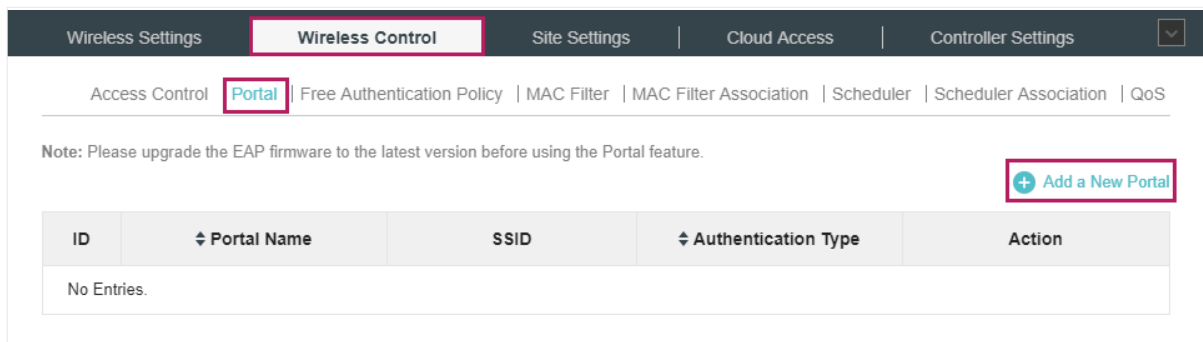 Wireless Settings Wireless Control Site Settings | Cloud Access | Controller Settings
Access Control Portal | Free Authentication Policy | MAC Filter | MAC Filter Association | Scheduler | Scheduler Association | QoS
Note: Please upgrade the EAP firmware to the latest version before using the Portal feature.
Add a New Portal
ID Portal Name SSID Authentication Type Action
No Entries.